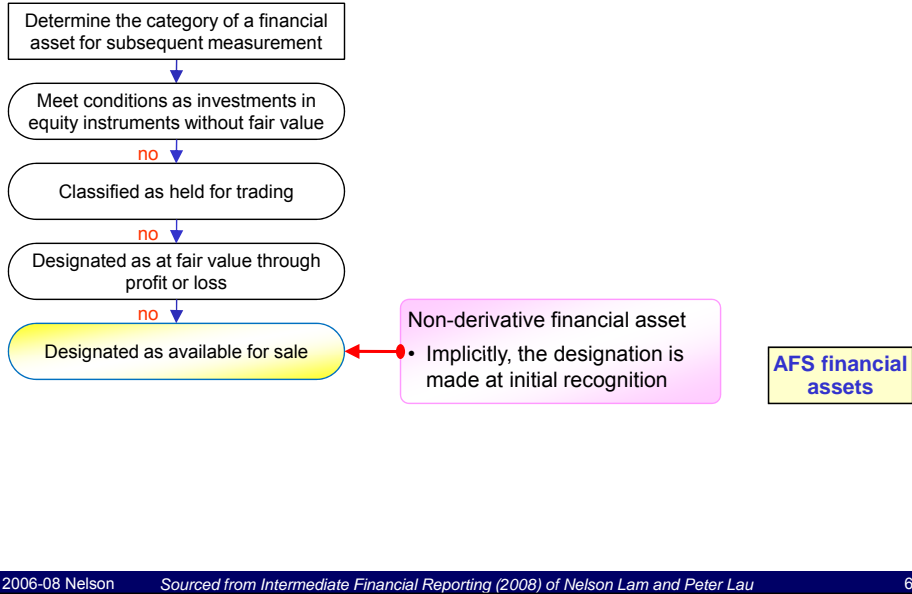 Determine the category of a financial
asset for subsequent measurement
Meet conditions as investments in
equity instruments without fair value
no
Classified as held for trading
no
Designated as at fair value through
profit or loss
no
Designated as available for sale
Non-derivative financial asset
• Implicitly, the designation is
made at initial recognition
AFS financial
assets
2006-08 Nelson
Sourced from Intermediate Financial Reporting (2008) of Nelson Lam and Peter Lau
6